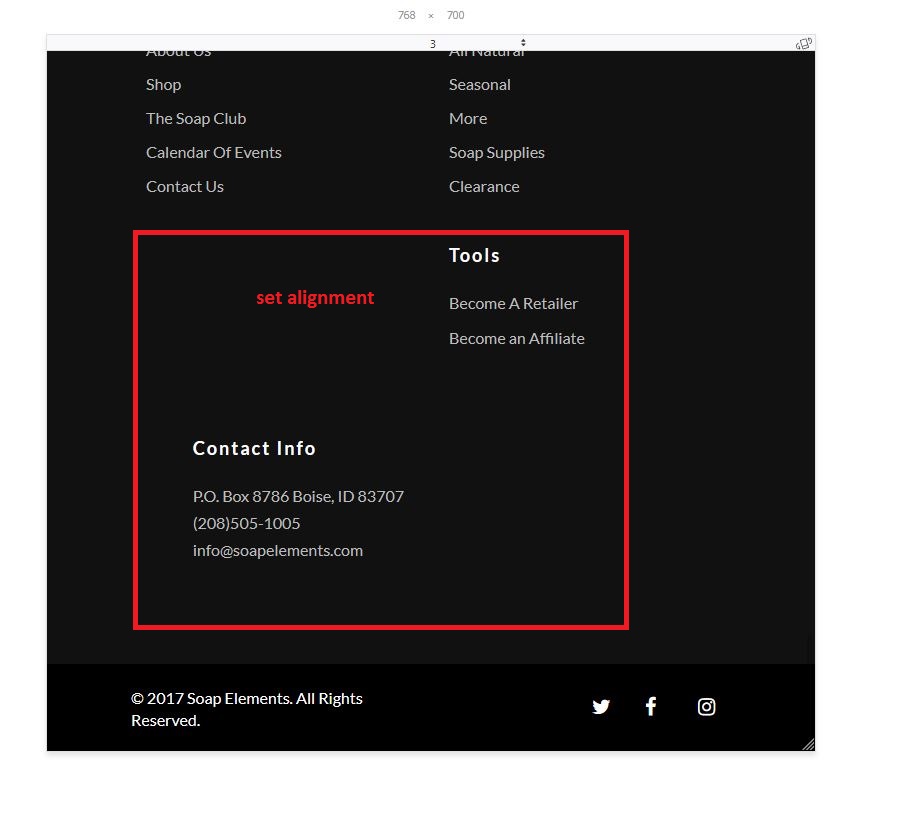 768 × 700
3
About Us
Shop
The Soap Club
Calendar Of Events
Contact Us
All Natural
Seasonal
More
Soap Supplies
Clearance
set alignment
Tools
Become A Retailer
Become an Affiliate
Contact Info
P.O. Box 8786 Boise, ID 83707
(208)505-1005
info@soapelements.com
© 2017 Soap Elements. All Rights
Reserved.